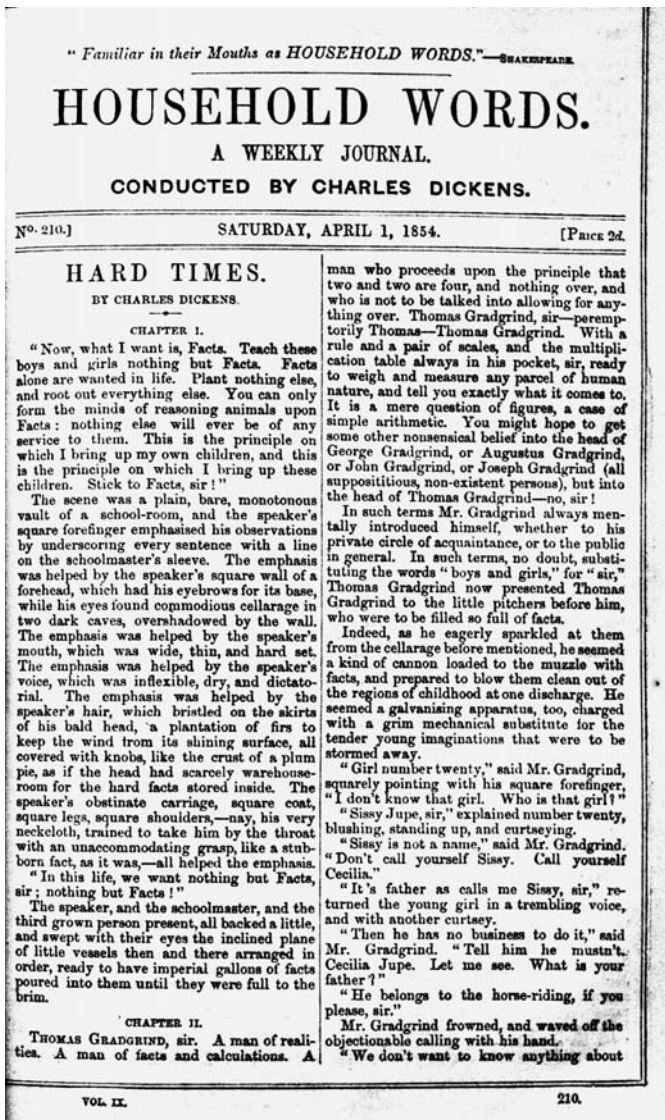 " Familiar in their Mouths as HOUSEHOLD WORDS."—SHAKESPEARE.
HOUSEHOLD WORDS.
A WEEKLY JOURNAL.
CONDUCTED BY CHARLES DICKENS.
No. 210.] SATURDAY, APRIL 1, 1854. [PRICE 2d.
HARD TIMES.
BY CHARLES DICKENS.
CHAPTER I.
"Now, what I want is, Facts. Teach these
boys and girls nothing but Facts. Facts
alone are wanted in life. Plant nothing else,
and root out everything else. You can only
form the minds of reasoning animals upon
Facts: nothing else will ever be of any
service to them. This is the principle on
which I bring up my own children, and this
is the principle on which I bring up these
children. Stick to Facts, sir!"
The scene was a plain, bare, monotonous
vault of a school-room, and the speaker's
square forefinger emphasised his observations
by underscoring every sentence with a line
on the schoolmaster's sleeve. The emphasis
was helped by the speaker's square wall of a
forehead, which had his eyebrows for its base,
while his eyes found commodious cellarage in
two dark caves, overshadowed by the wall.
The emphasis was helped by the speaker's
mouth, which was wide, thin, and hard set.
The emphasis was helped by the speaker's
voice, which was inflexible, dry, and dictato-
rial. The emphasis was helped by the
speaker's hair, which bristled on the skirts
of his bald head, a plantation of firs to
keep the wind from its shining surface, all
covered with knobs, like the crust of a plum
pie, as if the head had scarcely warehouse-
room for the hard facts stored inside. The
speaker's obstinate carriage, square coat,
square legs, square shoulders,—nay, his very
neckcloth, trained to take him by the throat
with an unaccommodating grasp, like a stub-
born fact, as it was,—all helped the emphasis.
"In this life, we want nothing but Facts,
sir; nothing but Facts!"
The speaker, and the schoolmaster, and the
third grown person present, all backed a little,
and swept with their eyes the inclined plane
of little vessels then and there arranged in
order, ready to have imperial gallons of facts
poured into them until they were full to the
brim.
CHAPTER II.
THOMAS GRADGRIND, sir. A man of reali-
ties. A man of facts and calculations. A
man who proceeds upon the principle that
two and two are four, and nothing over, and
who is not to be talked into allowing for any-
thing over. Thomas Gradgrind, sir—peremp-
torily Thomas—Thomas Gradgrind. With a
rule and a pair of scales, and the multipli-
cation table always in his pocket, sir, ready
to weigh and measure any parcel of human
nature, and tell you exactly what it comes to.
It is a mere question of figures, a case of
simple arithmetic. You might hope to get
some other nonsensical belief into the head of
George Gradgrind, or Augustus Gradgrind,
or John Gradgrind, or Joseph Gradgrind (all
supposititious, non-existent persons), but into
the head of Thomas Gradgrind—no, sir!
In such terms Mr. Gradgrind always men-
tally introduced himself, whether to his
private circle of acquaintance, or to the public
in general. In such terms, no doubt, substi-
tuting the words "boys and girls," for "sir,"
Thomas Gradgrind now presented Thomas
Gradgrind to the little pitchers before him,
who were to be filled so full of facts.
Indeed, as he eagerly sparkled at them
from the cellarage before mentioned, he seemed
a kind of cannon loaded to the muzzle with
facts, and prepared to blow them clean out of
the regions of childhood at one discharge. He
seemed a galvanising apparatus, too, charged
with a grim mechanical substitute for the
tender young imaginations that were to be
stormed away.
"Girl number twenty," said Mr. Gradgrind,
squarely pointing with his square forefinger,
"I don't know that girl. Who is that girl?"
"Sissy Jupe, sir," explained number twenty,
blushing, standing up, and curtseying.
"Sissy is not a name," said Mr. Gradgrind.
"Don't call yourself Sissy. Call yourself
Cecilia."
"It's father as calls me Sissy, sir," re-
turned the young girl in a trembling voice,
and with another curtsey.
"Then he has no business to do it," said
Mr. Gradgrind. "Tell him he mustn't.
Cecilia Jupe. Let me see. What is your
father?"
"He belongs to the horse-riding, if you
please, sir."
Mr. Gradgrind frowned, and waved off the
objectionable calling with his hand.
"We don't want to know anything about
VOL. IX. 210.